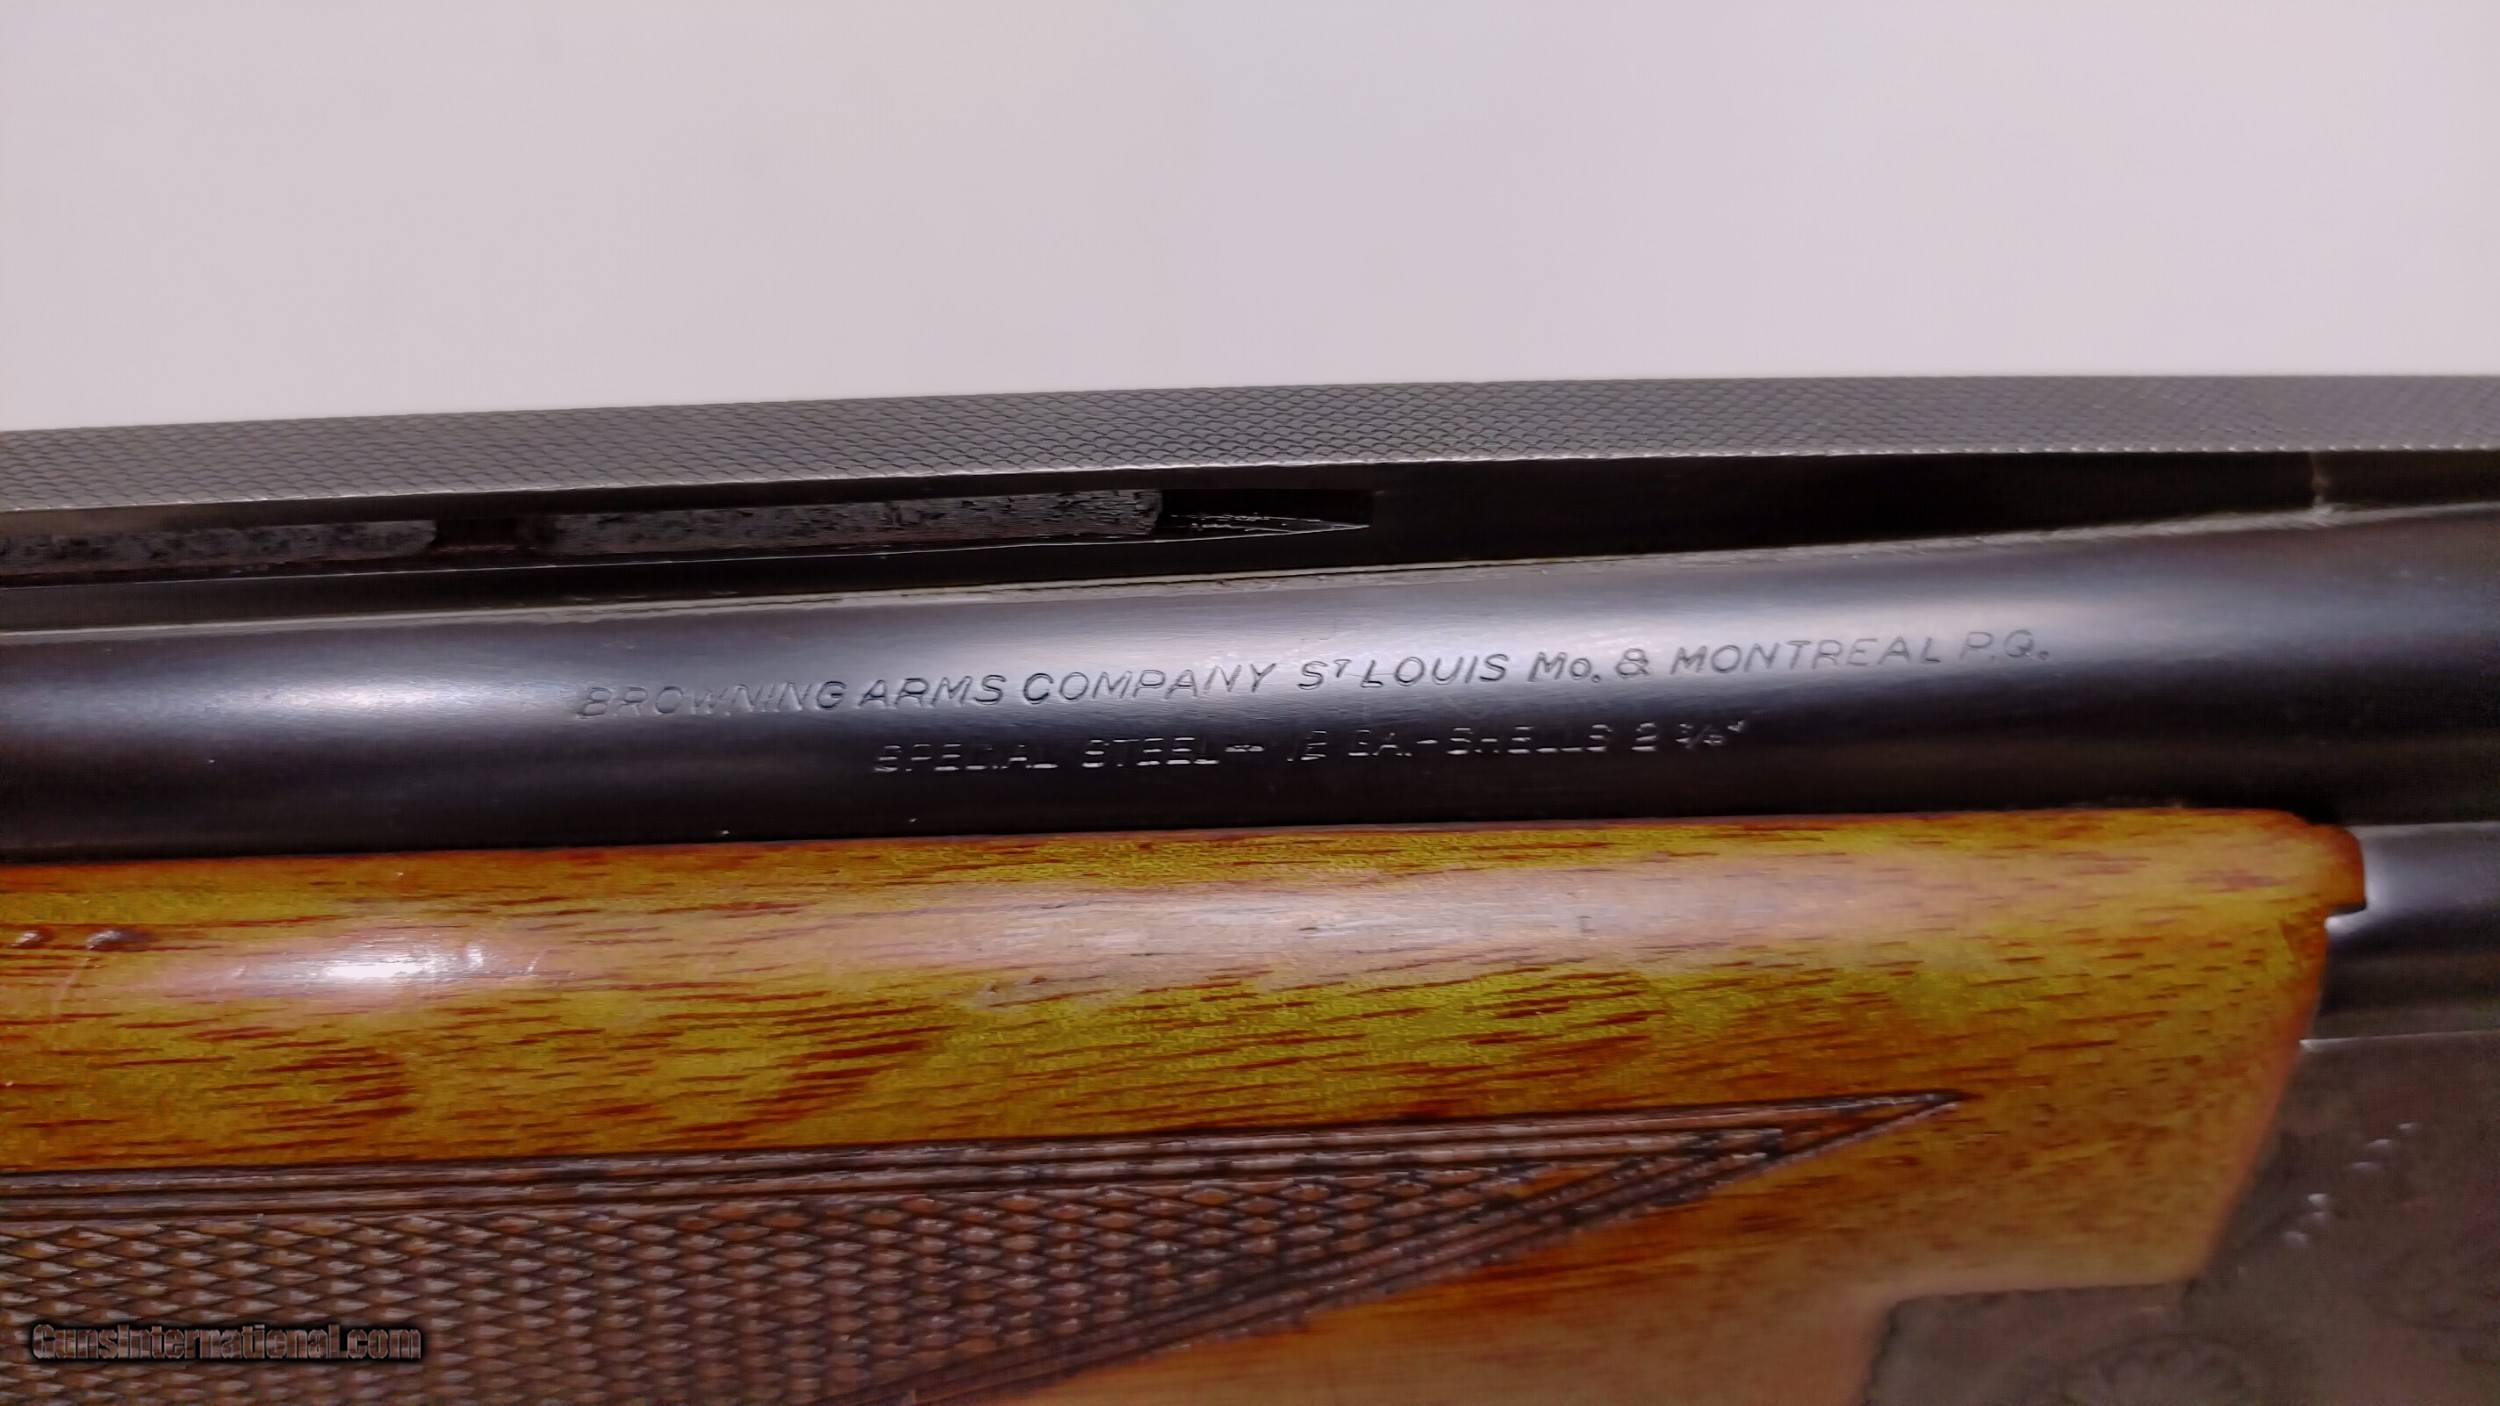 BROWNING ARMS COMPANY ST LOUIS MO. & MONTREAL P.Q.
SPECIAL STEEL — 12 GA. - SHELLS 2 3/4"
GunsInternational.com